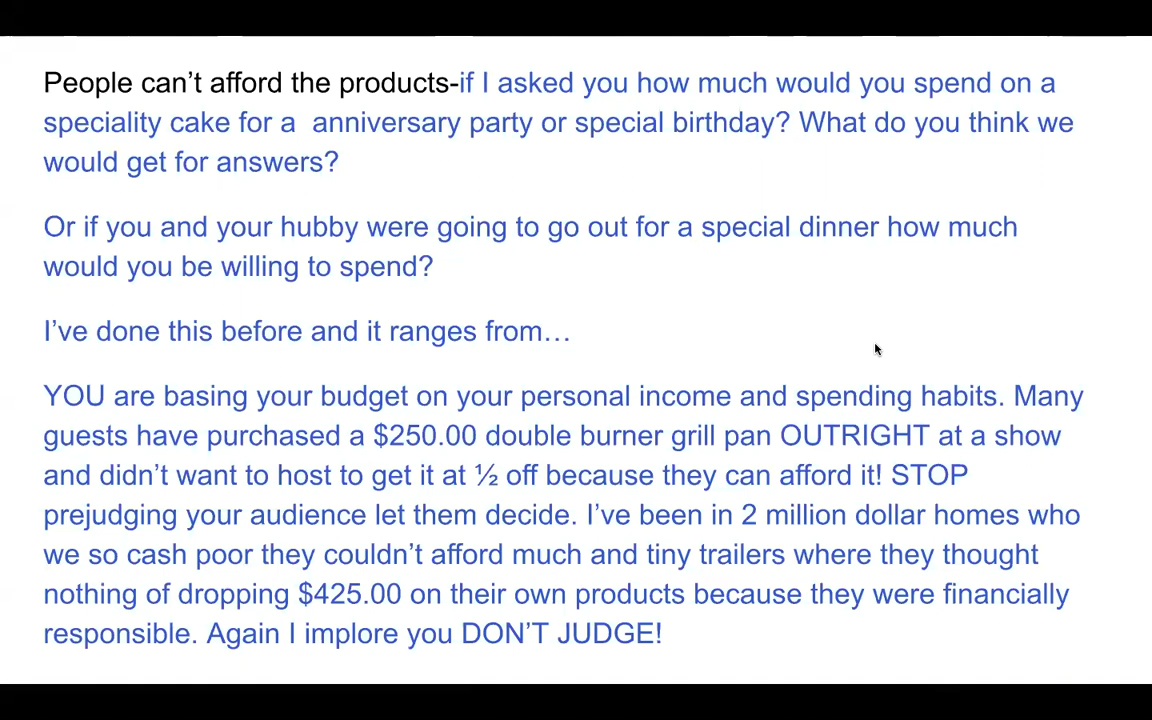 People can’t afford the products-if I asked you how much would you spend on a
speciality cake for a  anniversary party or special birthday? What do you think we
would get for answers?
Or if you and your hubby were going to go out for a special dinner how much
would you be willing to spend?
I’ve done this before and it ranges from…
YOU are basing your budget on your personal income and spending habits. Many
guests have purchased a $250.00 double burner grill pan OUTRIGHT at a show
and didn’t want to host to get it at ½ off because they can afford it! STOP
prejudging your audience let them decide. I’ve been in 2 million dollar homes who
we so cash poor they couldn’t afford much and tiny trailers where they thought
nothing of dropping $425.00 on their own products because they were financially
responsible. Again I implore you DON’T JUDGE!